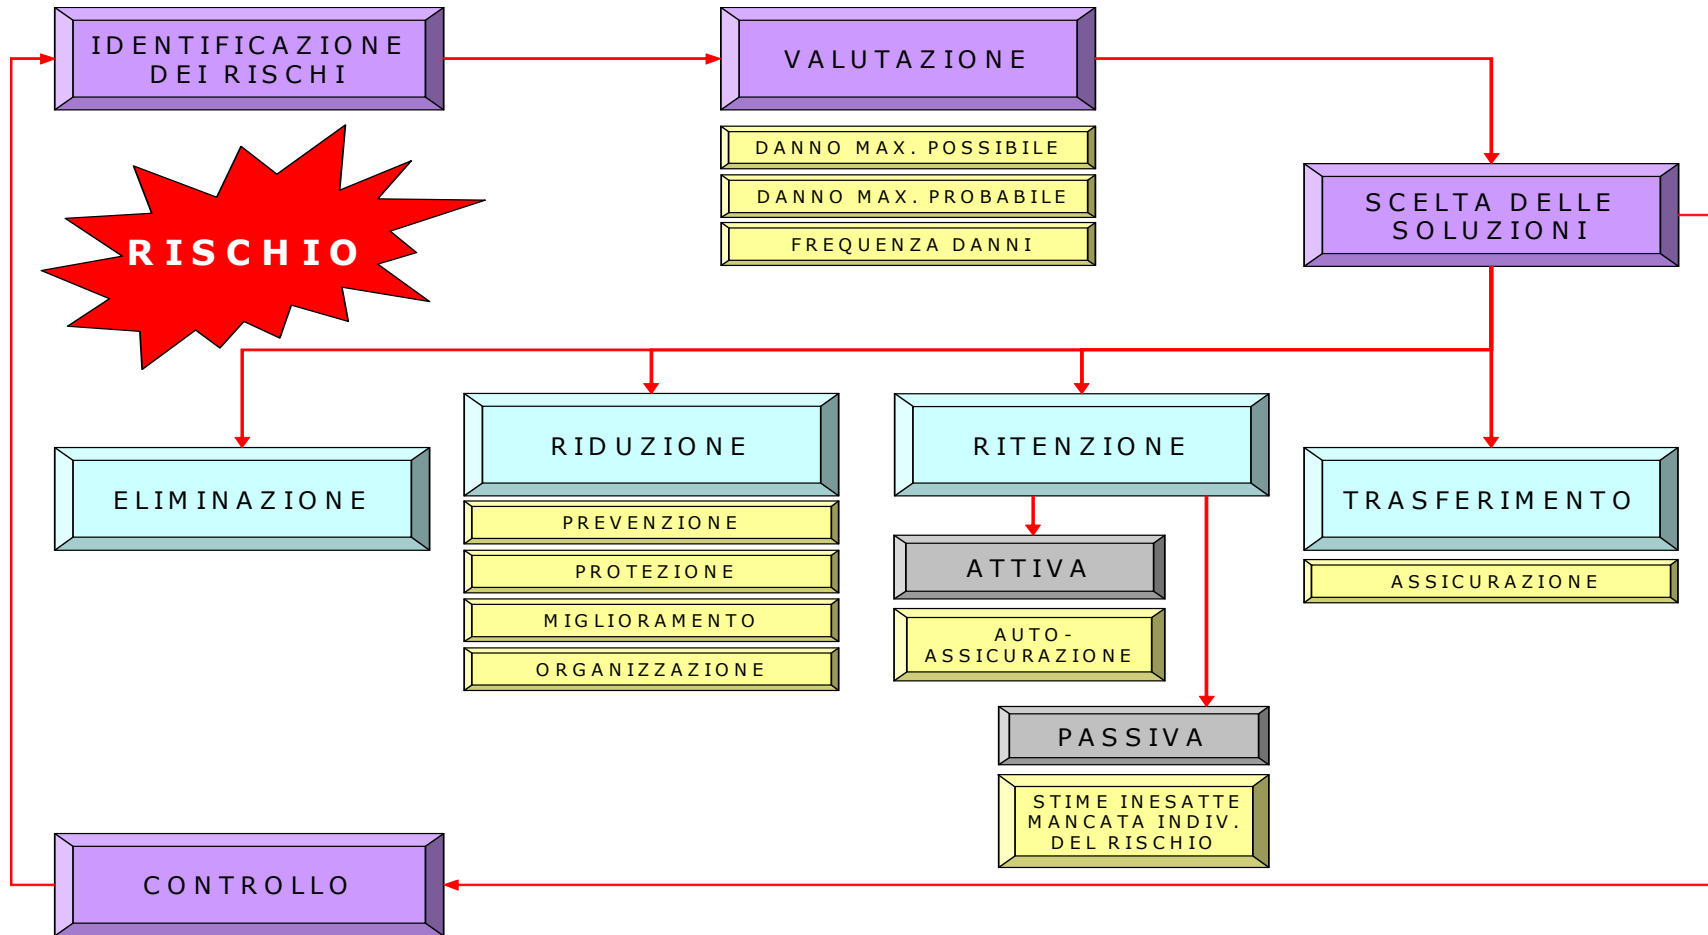 IDENTIFICAZIONE
DEI RISCHI
VALUTAZIONE
DANNO MAX. POSSIBILE
DANNO MAX. PROBABILE
FREQUENZA DANNI
SCELTA DELLE
SOLUZIONI
RISCHIO
ELIMINAZIONE
RIDUZIONE
PREVENZIONE
PROTEZIONE
MIGLIORAMENTO
ORGANIZZAZIONE
RITENZIONE
ATTIVA
AUTO-
ASSICURAZIONE
PASSIVA
STIME INESATTE
MANCATA INDIV.
DEL RISCHIO
TRASFERIMENTO
ASSICURAZIONE
CONTROLLO